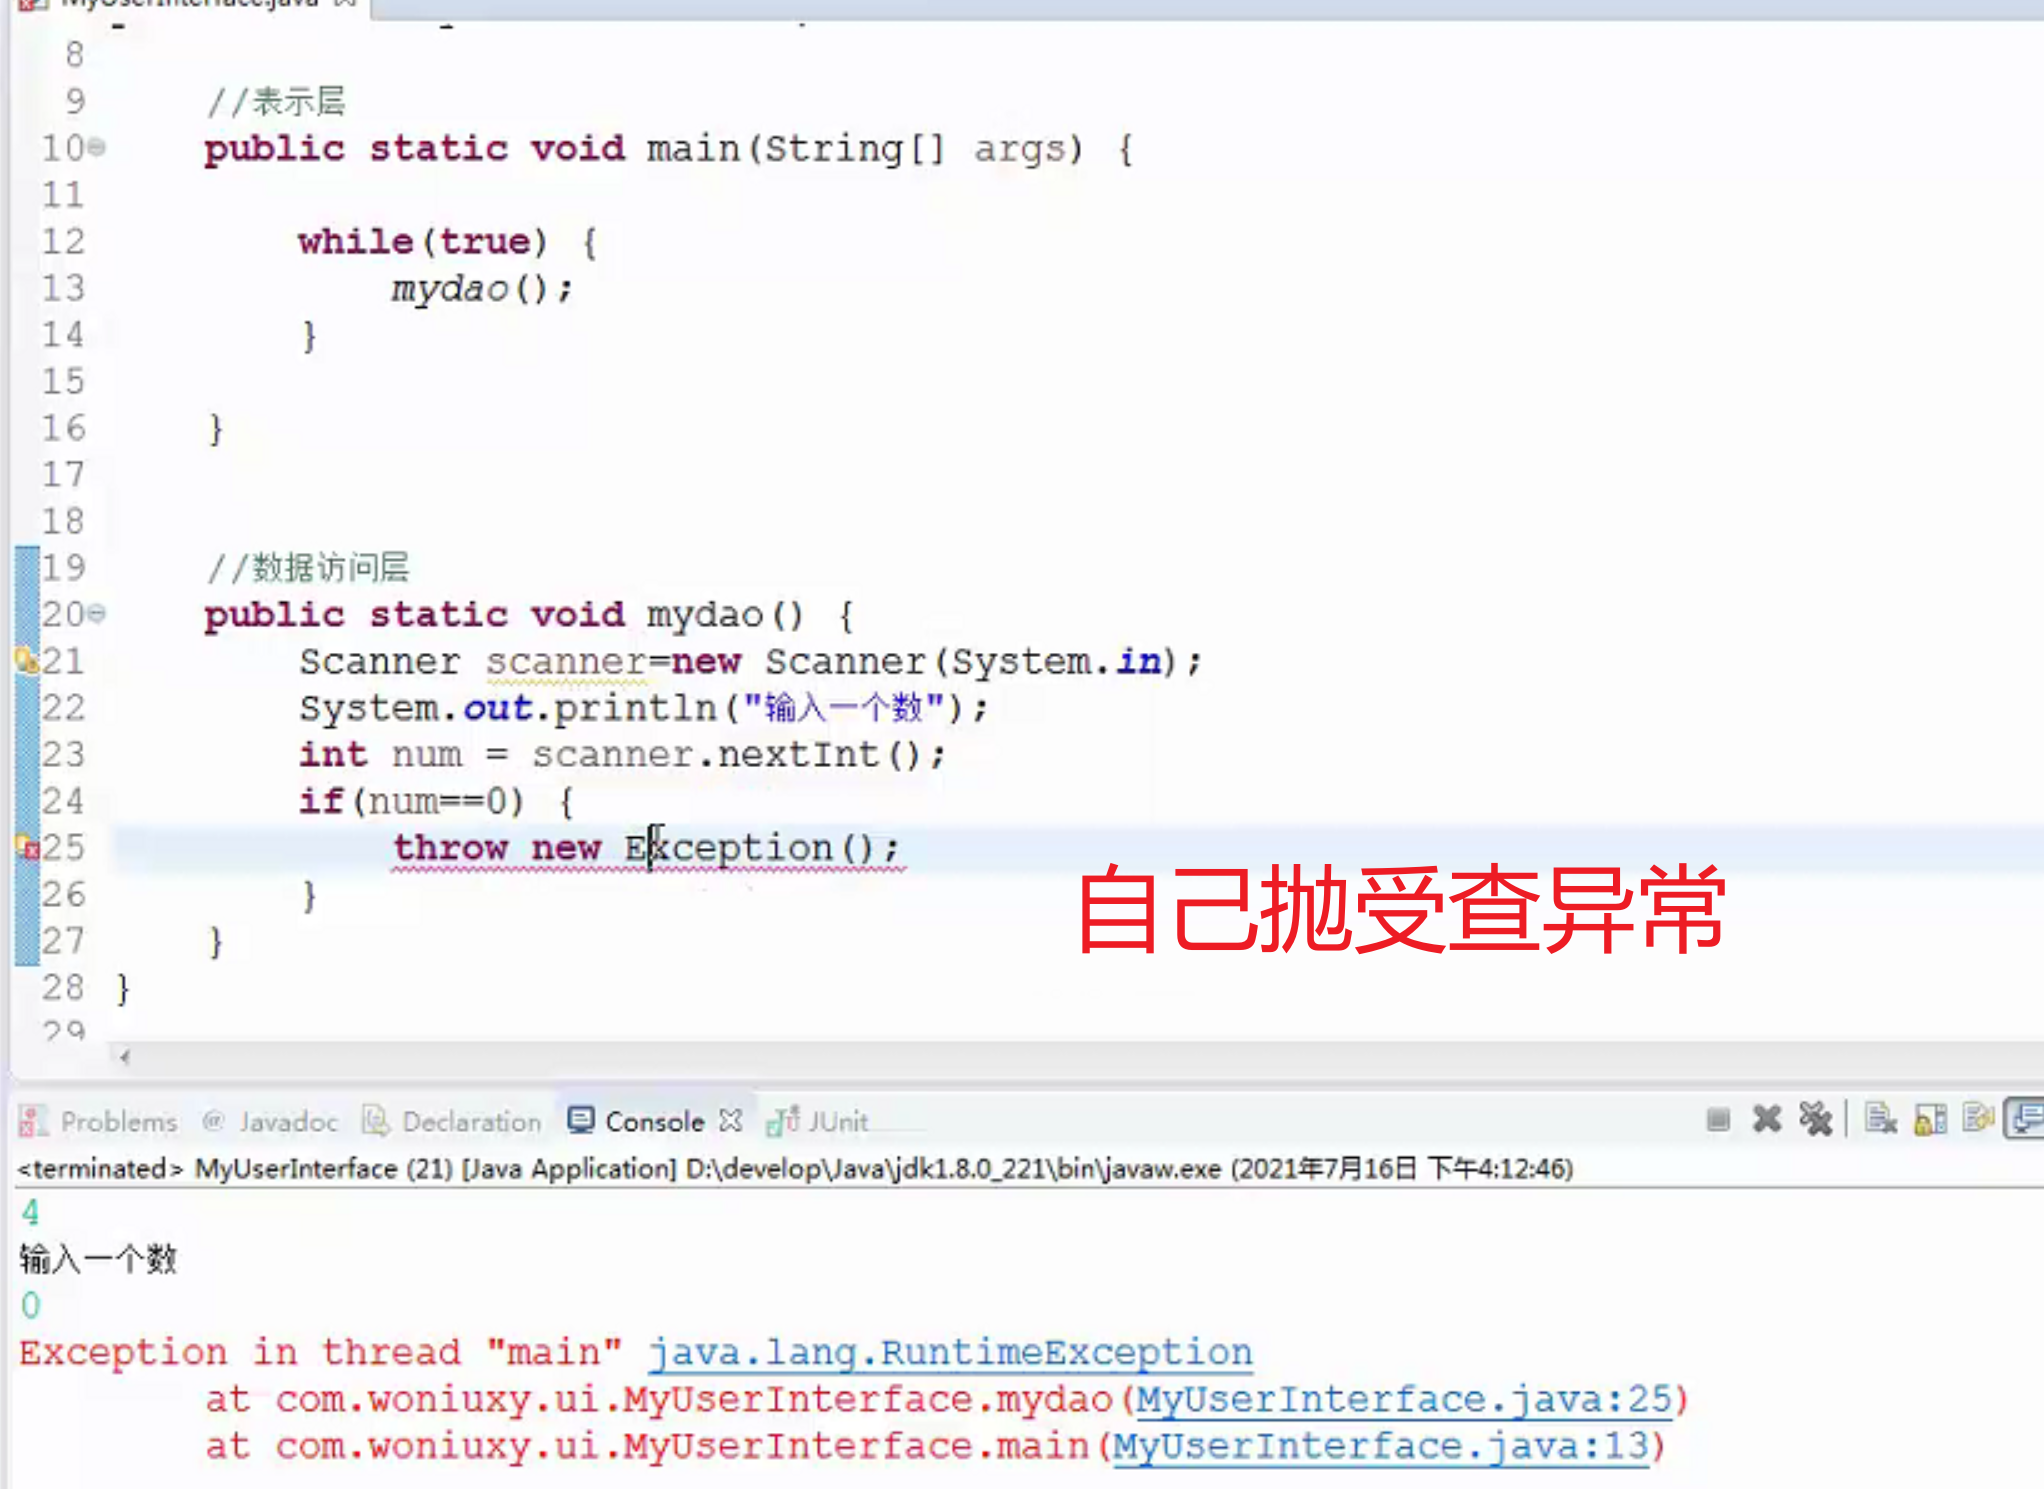 MyUserInterface.java
8
9 //表示层
10 public static void main(String[] args) {
11
12 while(true) {
13 mydao();
14 }
15
16 }
17
18
19 //数据访问层
20 public static void mydao() {
21 Scanner scanner=new Scanner(System.in);
22 System.out.println("输入一个数");
23 int num = scanner.nextInt();
24 if(num==0) {
25 throw new Exception();
自己抛受查异常
26 }
27 }
28 }
29
Problems @ Javadoc Declaration Console JUnit
<terminated> MyUserInterface (21) [Java Application] D:\develop\Java\jdk1.8.0_221\bin\javaw.exe (2021年7月16日 下午4:12:46)
4
输入一个数
0
Exception in thread "main" java.lang.RuntimeException
at com.woniuxy.ui.MyUserInterface.mydao(MyUserInterface.java:25)
at com.woniuxy.ui.MyUserInterface.main(MyUserInterface.java:13)